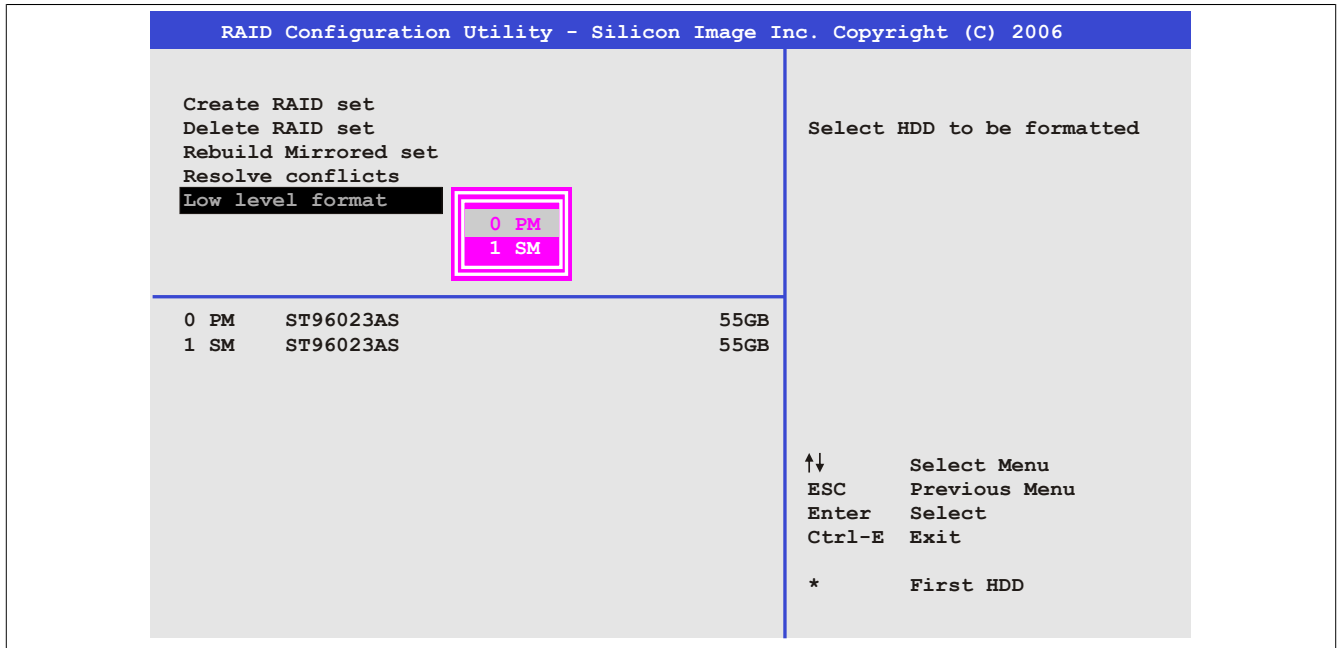 RAID Configuration Utility - Silicon Image Inc. Copyright (C) 2006
Create RAID set
Delete RAID set
Rebuild Mirrored set
Resolve conflicts
Low level format
0 PM
1 SM
Select HDD to be formatted
0 PM ST96023AS 55GB
1 SM ST96023AS 55GB
↑↓ Select Menu
ESC Previous Menu
Enter Select
Ctrl-E Exit
* First HDD